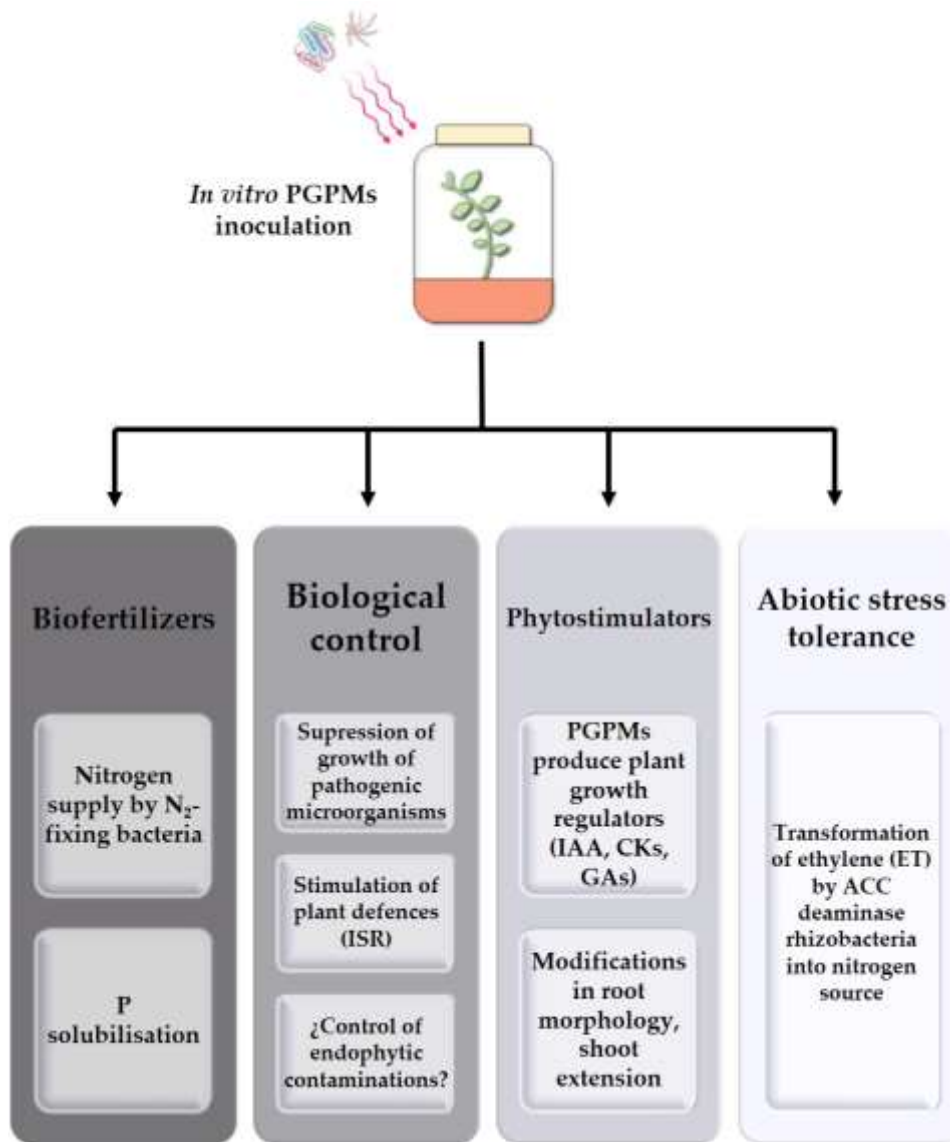 In vitro PGPMs
inoculation
Biofertilizers
Nitrogen
supply by N₂-
fixing bacteria
P
solubilisation
Biological
control
Supression of
growth of
pathogenic
microorganisms
Stimulation of
plant defences
(ISR)
¿Control of
endophytic
contaminations?
Phytostimulators
PGPMs
produce plant
growth
regulators
(IAA, CKs,
GAs)
Modifications
in root
morphology,
shoot
extension
Abiotic stress
tolerance
Transformation
of ethylene (ET)
by ACC
deaminase
rhizobacteria
into nitrogen
source